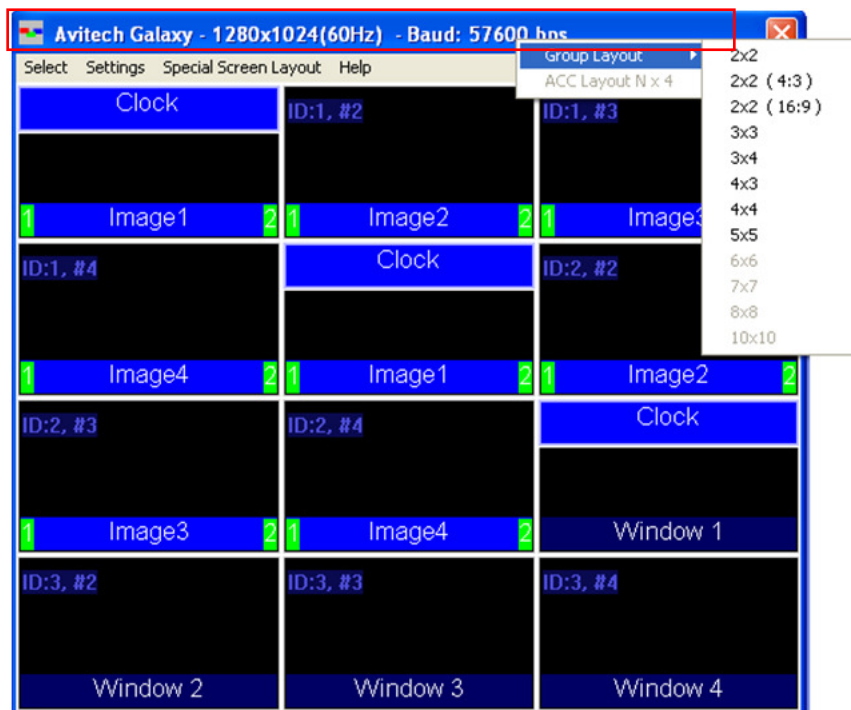 Avitech Galaxy - 1280x1024(60Hz) - Baud: 57600 bps
Select Settings Special Screen Layout Help
Group Layout
ACC Layout N x 4
2x2
2x2 ( 4:3 )
2x2 ( 16:9 )
3x3
3x4
4x3
4x4
5x5
6x6
7x7
8x8
10x10
Clock
ID:1, #2
ID:1, #3
1 Image1 2
1 Image2 2
1 Image3
ID:1, #4
Clock
ID:2, #2
1 Image4 2
1 Image1 2
1 Image2 2
ID:2, #3
ID:2, #4
Clock
1 Image3 2
1 Image4 2
Window 1
ID:3, #2
ID:3, #3
ID:3, #4
Window 2
Window 3
Window 4